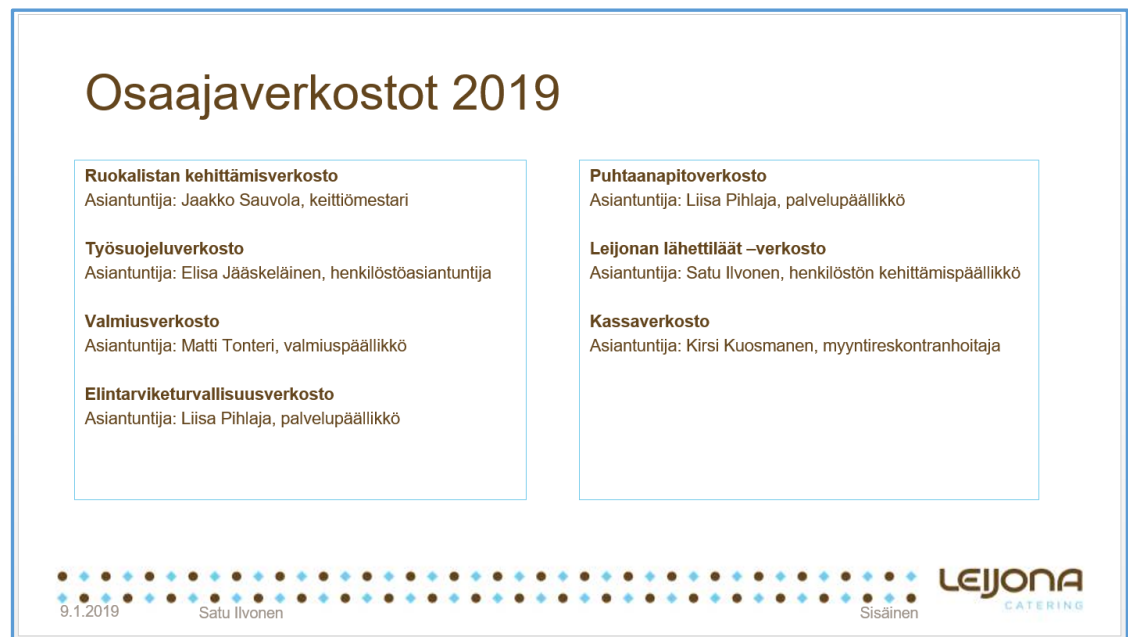 Osaajaverkostot 2019
Ruokalistan kehittämisverkosto
Asiantuntija: Jaakko Sauvola, keittiömestari
Työsuojeluverkosto
Asiantuntija: Elisa Jääskeläinen, henkilöstöasiantuntija
Valmiusverkosto
Asiantuntija: Matti Tonteri, valmiuspäällikkö
Elintarviketurvallisuusverkosto
Asiantuntija: Liisa Pihlaja, palvelupäällikkö
Puhtaanapitoverkosto
Asiantuntija: Liisa Pihlaja, palvelupäällikkö
Leijonan lähettiläät –verkosto
Asiantuntija: Satu Ilvonen, henkilöstön kehittämispäällikkö
Kassaverkosto
Asiantuntija: Kirsi Kuosmanen, myyntireskontranhoitaja
9.1.2019
Satu Ilvonen
Sisäinen
LEIJONA
CATERING